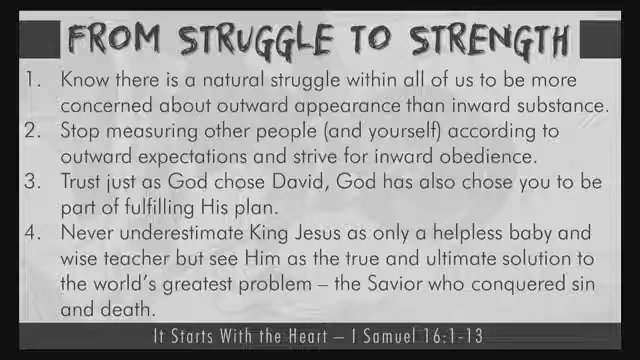 FROM STRUGGLE TO STRENGTH
1. Know there is a natural struggle within all of us to be more
concerned about outward appearance than inward substance.
2. Stop measuring other people (and yourself) according to
outward expectations and strive for inward obedience.
3. Trust just as God chose David, God has also chose you to be
part of fulfilling His plan.
4. Never underestimate King Jesus as only a helpless baby and
wise teacher but see Him as the true and ultimate solution to
the world's greatest problem – the Savior who conquered sin
and death.
It Starts With the Heart – I Samuel 16:1-13